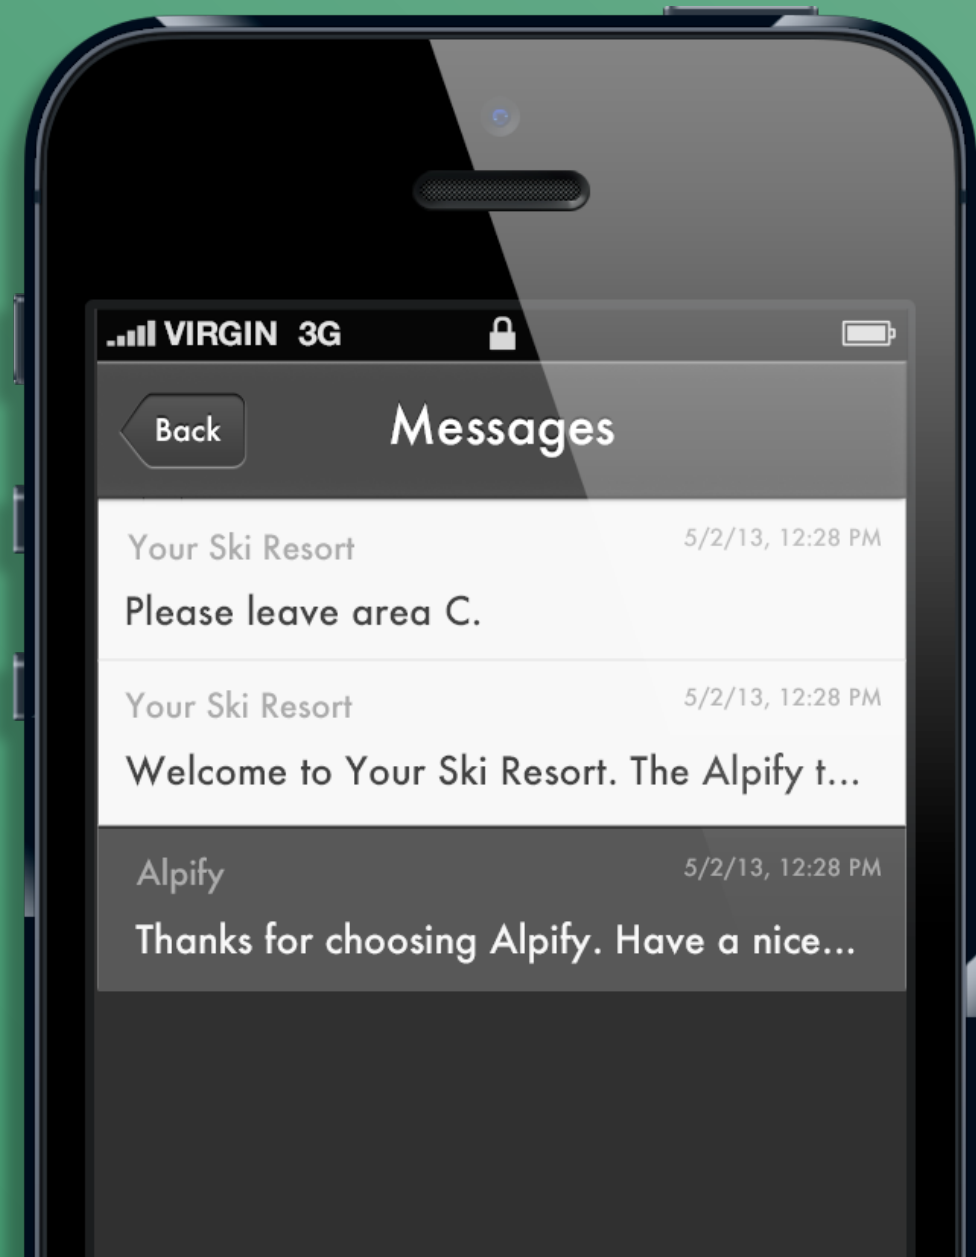 VIRGIN 3G
Back
Messages
Your Ski Resort
5/2/13, 12:28 PM
Please leave area C.
Your Ski Resort
5/2/13, 12:28 PM
Welcome to Your Ski Resort. The Alpify t...
Alpify
5/2/13, 12:28 PM
Thanks for choosing Alpify. Have a nice...